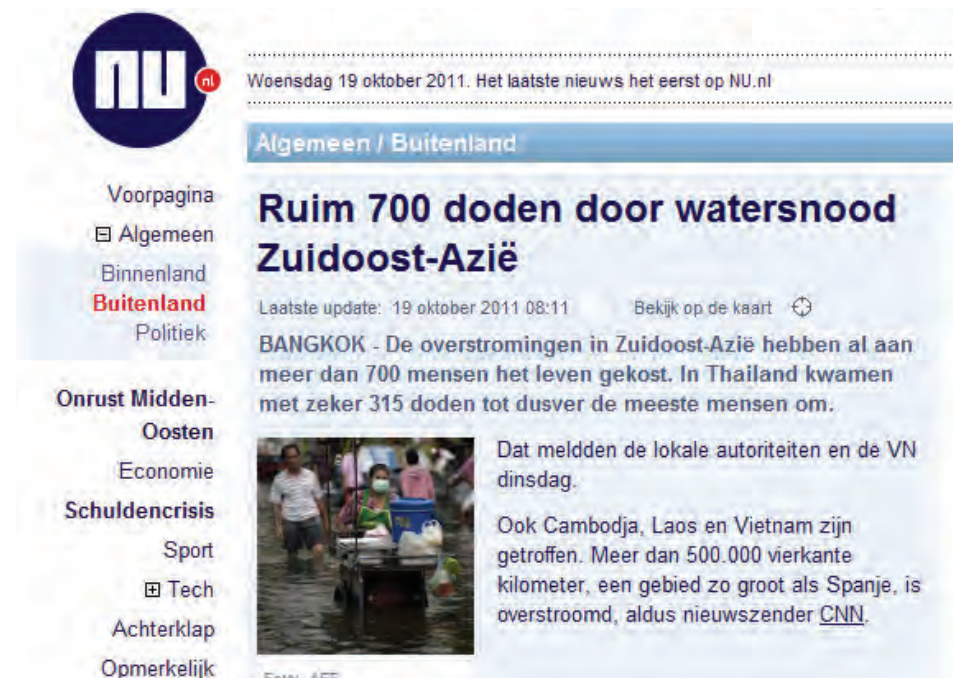 nu
nl
Woensdag 19 oktober 2011. Het laatste nieuws het eerst op NU.nl
Algemeen / Buitenland
Voorpagina
Algemeen
Binnenland
Buitenland
Politiek
Onrust Midden-
Oosten
Economie
Schuldencrisis
Sport
Tech
Achterklap
Opmerkelijk
Ruim 700 doden door watersnood
Zuidoost-Azië
Laatste update: 19 oktober 2011 08:11 Bekijk op de kaart
BANGKOK - De overstromingen in Zuidoost-Azië hebben al aan
meer dan 700 mensen het leven gekost. In Thailand kwamen
met zeker 315 doden tot dusver de meeste mensen om.
Dat meldden de lokale autoriteiten en de VN
dinsdag.
Ook Cambodja, Laos en Vietnam zijn
getroffen. Meer dan 500.000 vierkante
kilometer, een gebied zo groot als Spanje, is
overstroomd, aldus nieuwszender CNN.